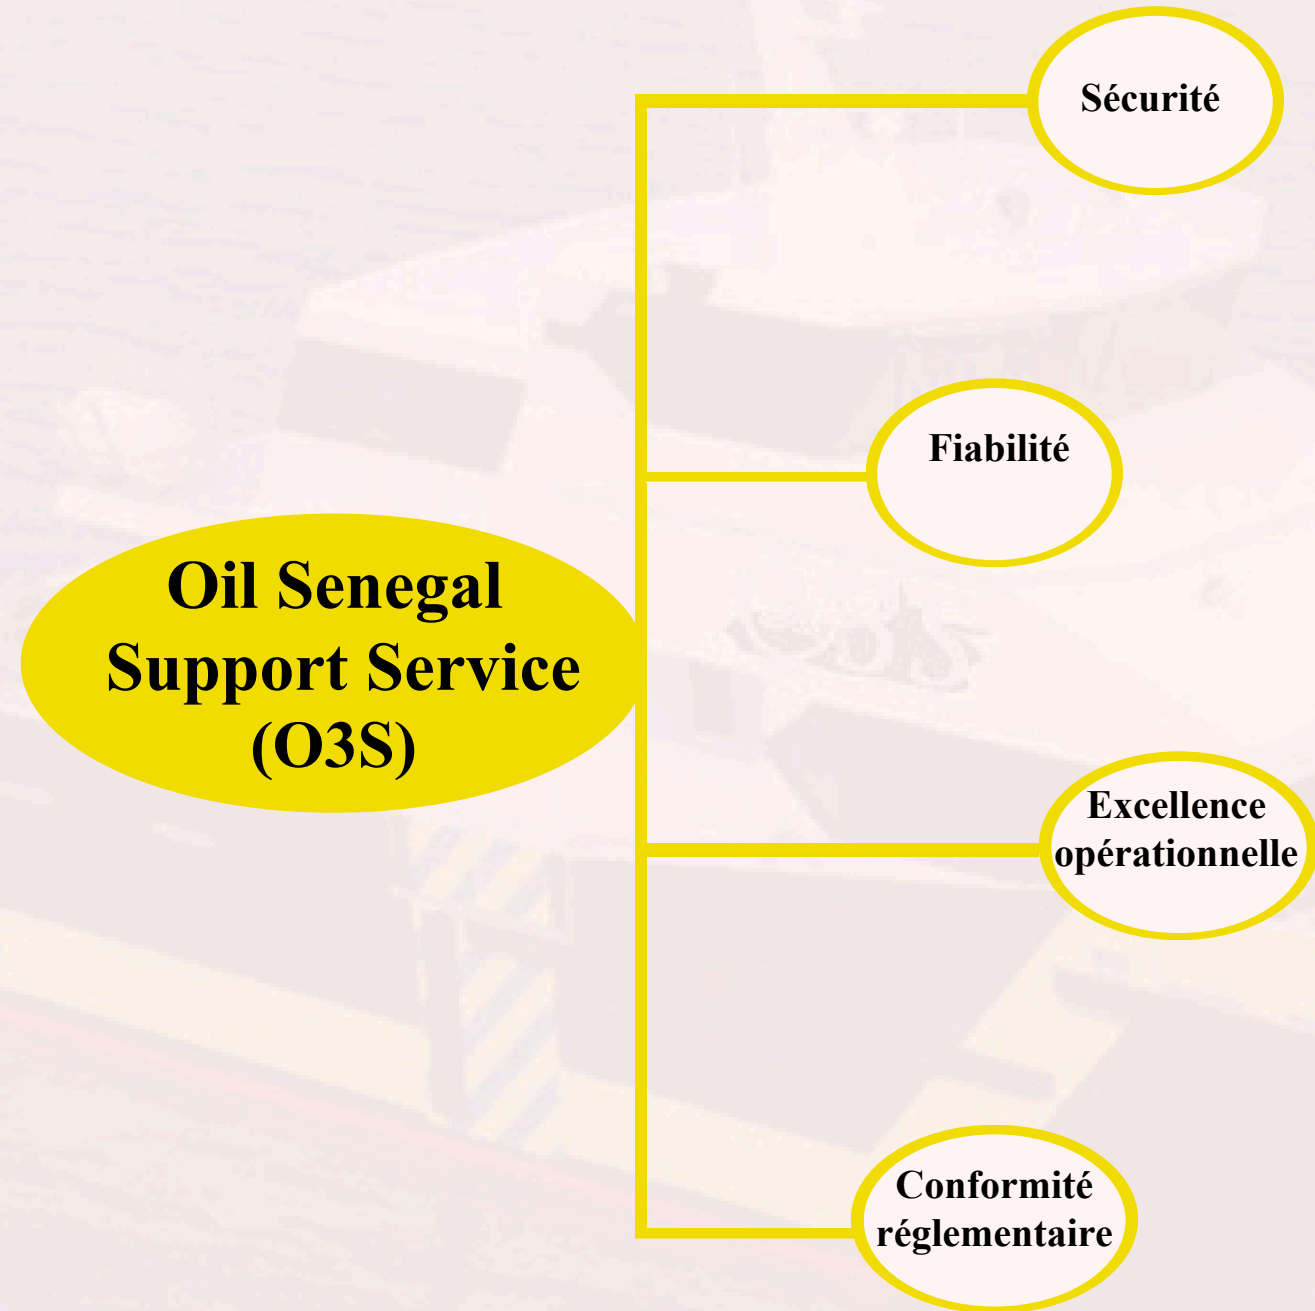 Sécurité
Fiabilité
Oil Senegal
Support Service
(O3S)
Excellence
opérationnelle
Conformité
réglementaire